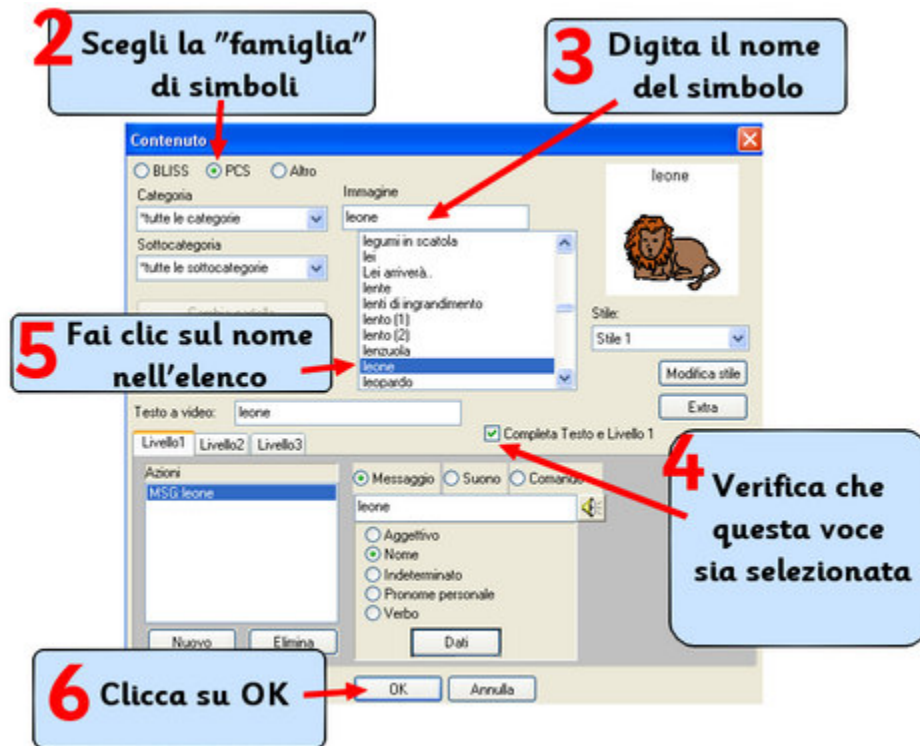 2 Scegli la "famiglia"
di simboli
3 Digita il nome
del simbolo
Contenuto
BLISS PCS Altro
Categoria
*tutte le categorie
Sottocategoria
*tutte le sottocategorie
Immagine
leone
legumi in scatola
lei
Lei arriverà..
lente
lenti di ingrandimento
lento (1)
lento (2)
lenzuola
leone
leopardo
leone
Stile:
Stile 1
Modifica stile
Extra
5 Fai clic sul nome
nell'elenco
Testo a video: leone
Completa Testo e Livello 1
Livello1 Livello2 Livello3
Azioni
MSG:leone
Nuovo Elimina
Messaggio Suono Comando
leone
Aggettivo
Nome
Indeterminato
Pronome personale
Verbo
Dati
4 Verifica che
questa voce
sia selezionata
6 Clicca su OK
OK Annulla